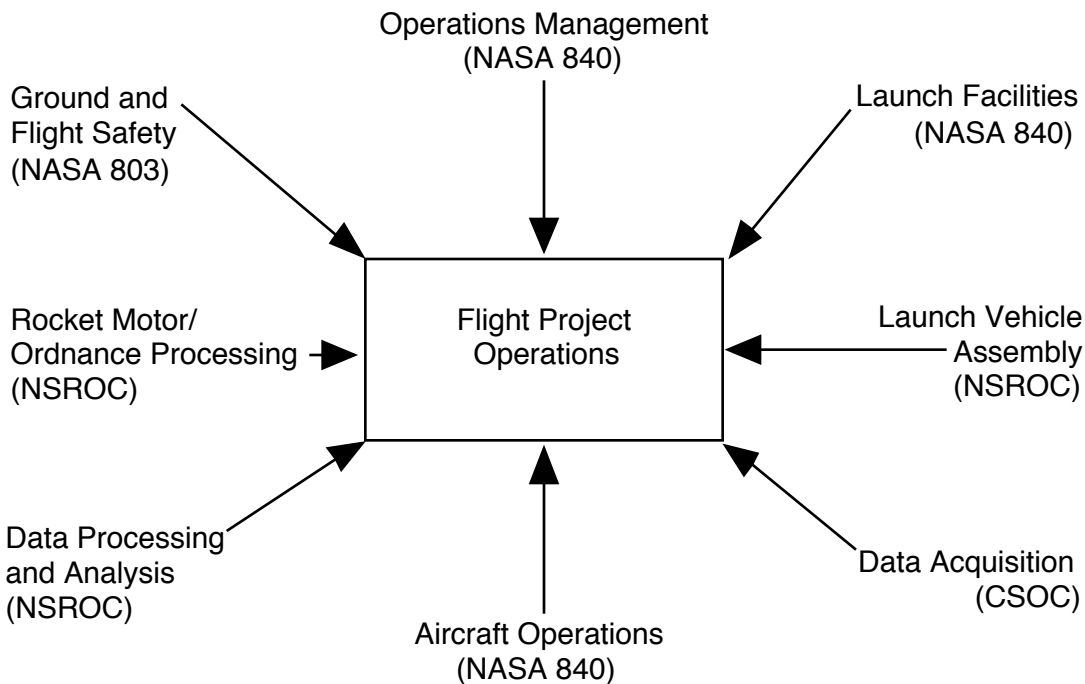 Operations Management
(NASA 840)
Ground and
Flight Safety
(NASA 803)
Launch Facilities
(NASA 840)
Rocket Motor/
Ordnance Processing
(NSROC)
Flight Project
Operations
Launch Vehicle
Assembly
(NSROC)
Data Processing
and Analysis
(NSROC)
Aircraft Operations
(NASA 840)
Data Acquisition
(CSOC)